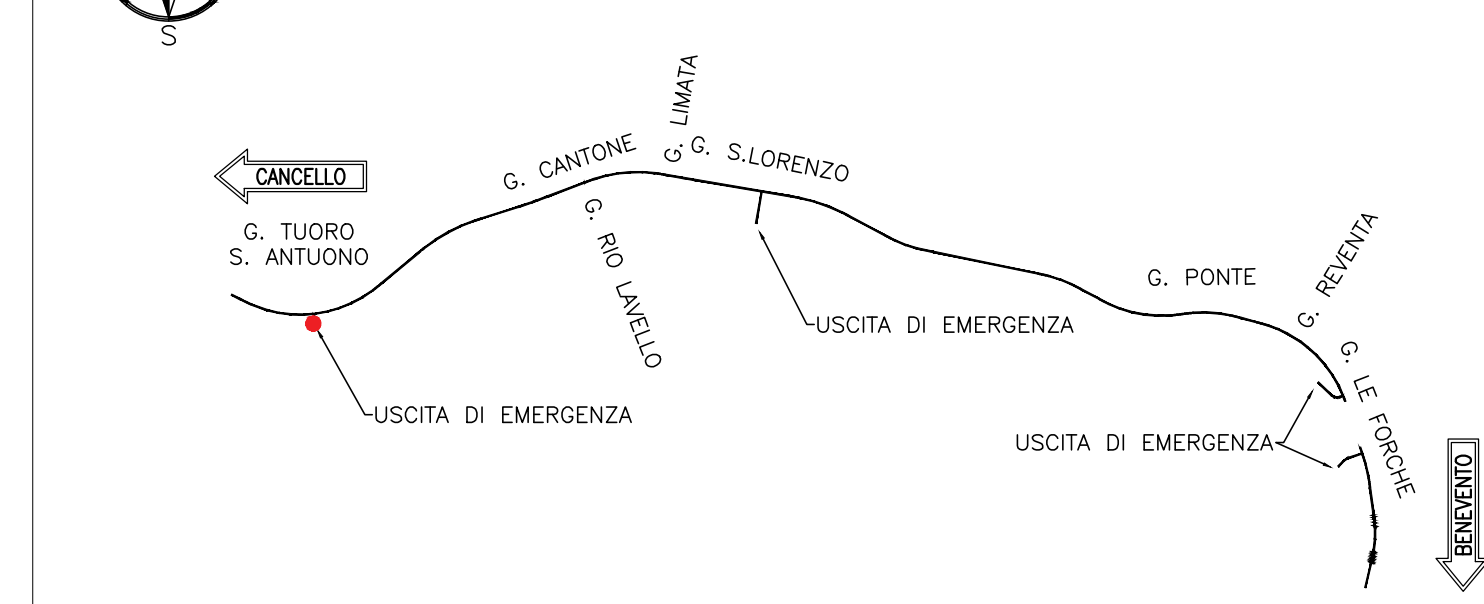 S
G. LIMATA
G. CANTONE
G. S.LORENZO
CANCELLO
G. TUORO
S. ANTUONO
G. RIO LAVELLO
G. REVENTA
G. PONTE
USCITA DI EMERGENZA
G. LE FORCHE
USCITA DI EMERGENZA
USCITA DI EMERGENZA
BENEVENTO